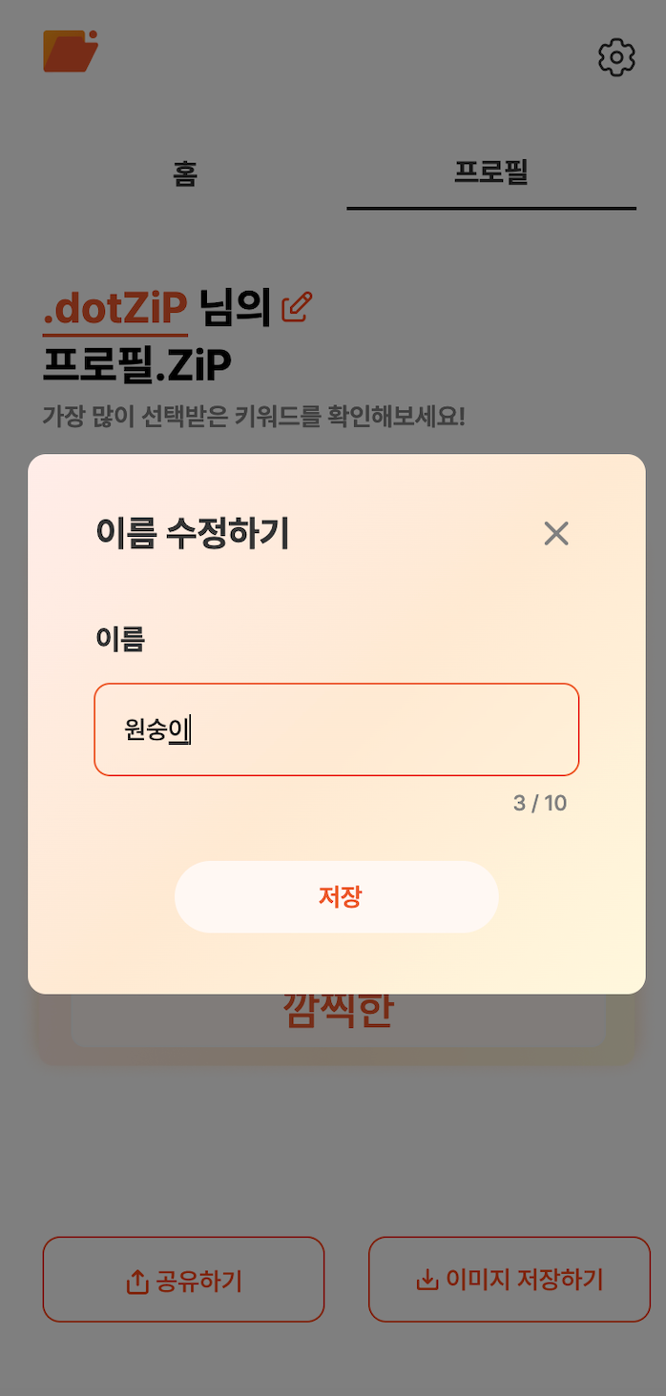 홈 프로필
.dotZiP 님의
프로필.ZiP
가장 많이 선택받은 키워드를 확인해보세요!
이름 수정하기
이름
원숭이
3 / 10
저장
깜찍한
공유하기 이미지 저장하기